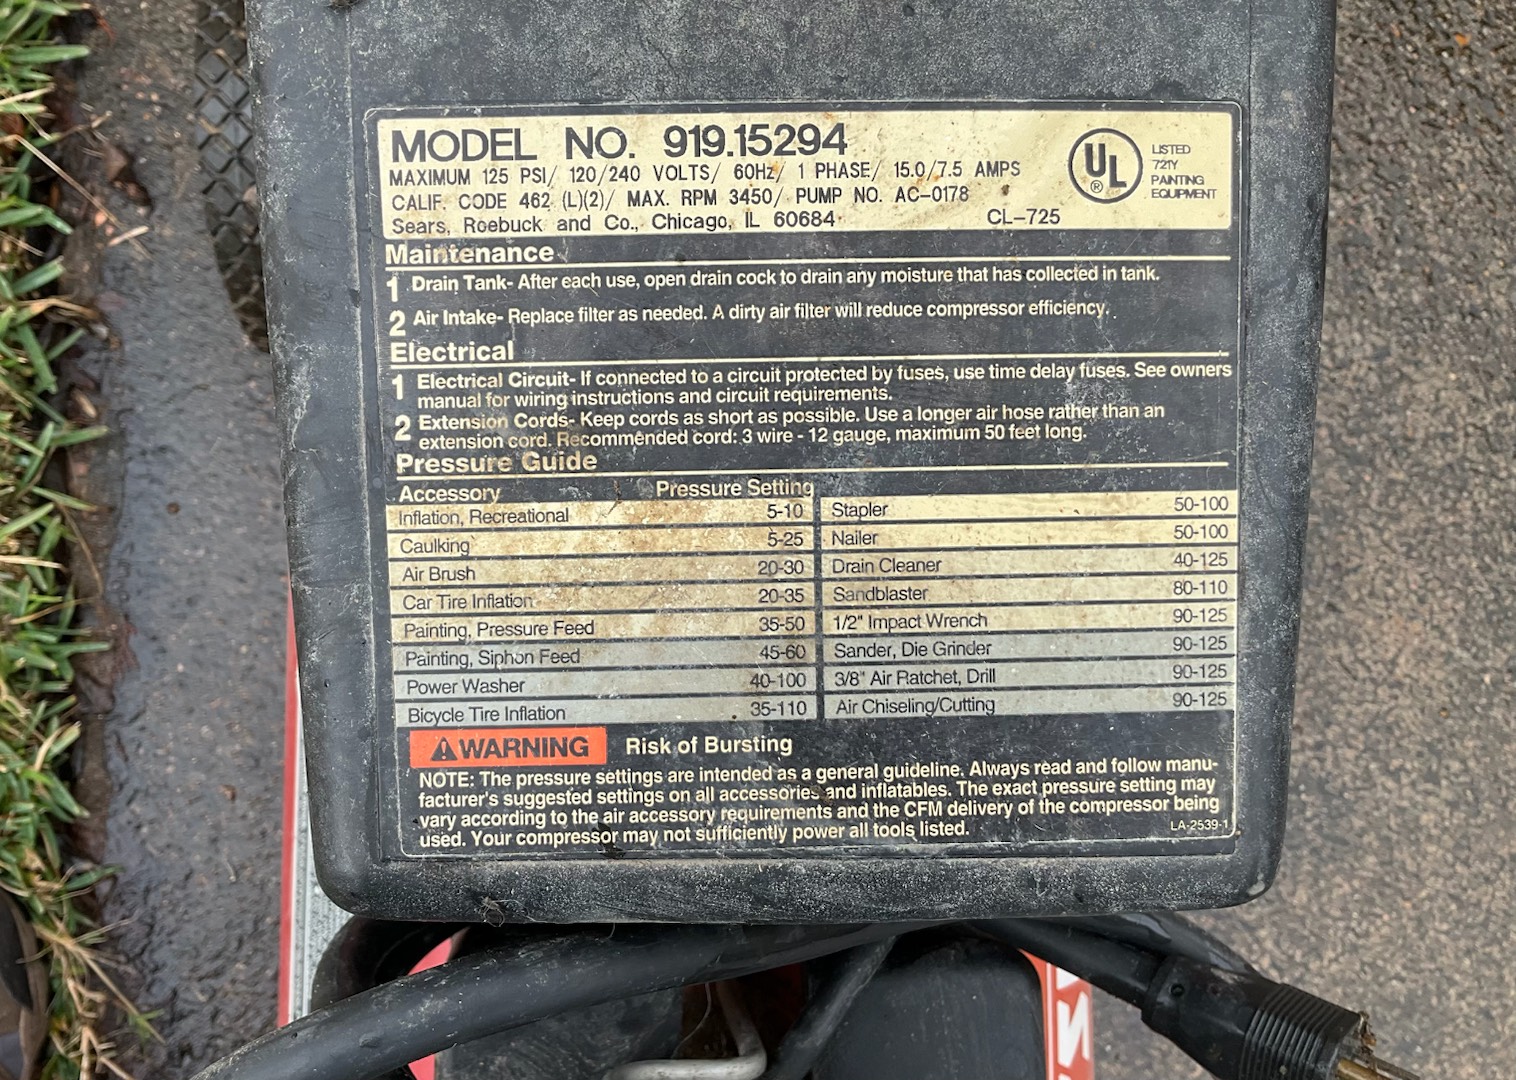 MODEL NO. 919.15294
MAXIMUM 125 PSI/ 120/240 VOLTS/ 60Hz/ 1 PHASE/ 15.0/7.5 AMPS
CALIF. CODE 462 (L)(2)/ MAX. RPM 3450/ PUMP NO. AC-0178
Sears, Roebuck and Co., Chicago, IL 60684
CL-725
UL
®
LISTED
721Y
PAINTING
EQUIPMENT
Maintenance
1 Drain Tank- After each use, open drain cock to drain any moisture that has collected in tank.
2 Air Intake- Replace filter as needed. A dirty air filter will reduce compressor efficiency.
Electrical
1 Electrical Circuit- If connected to a circuit protected by fuses, use time delay fuses. See owners
manual for wiring instructions and circuit requirements.
2 Extension Cords- Keep cords as short as possible. Use a longer air hose rather than an
extension cord. Recommended cord: 3 wire - 12 gauge, maximum 50 feet long.
Pressure Guide
Accessory Pressure Setting
Inflation, Recreational 5-10
Caulking 5-25
Air Brush 20-30
Car Tire Inflation 20-35
Painting, Pressure Feed 35-50
Painting, Siphon Feed 45-60
Power Washer 40-100
Bicycle Tire Inflation 35-110
Stapler 50-100
Nailer 50-100
Drain Cleaner 40-125
Sandblaster 80-110
1/2" Impact Wrench 90-125
Sander, Die Grinder 90-125
3/8" Air Ratchet, Drill 90-125
Air Chiseling/Cutting 90-125
WARNING Risk of Bursting
NOTE: The pressure settings are intended as a general guideline. Always read and follow manu-
facturer's suggested settings on all accessories and inflatables. The exact pressure setting may
vary according to the air accessory requirements and the CFM delivery of the compressor being
used. Your compressor may not sufficiently power all tools listed.
LA-2539-1